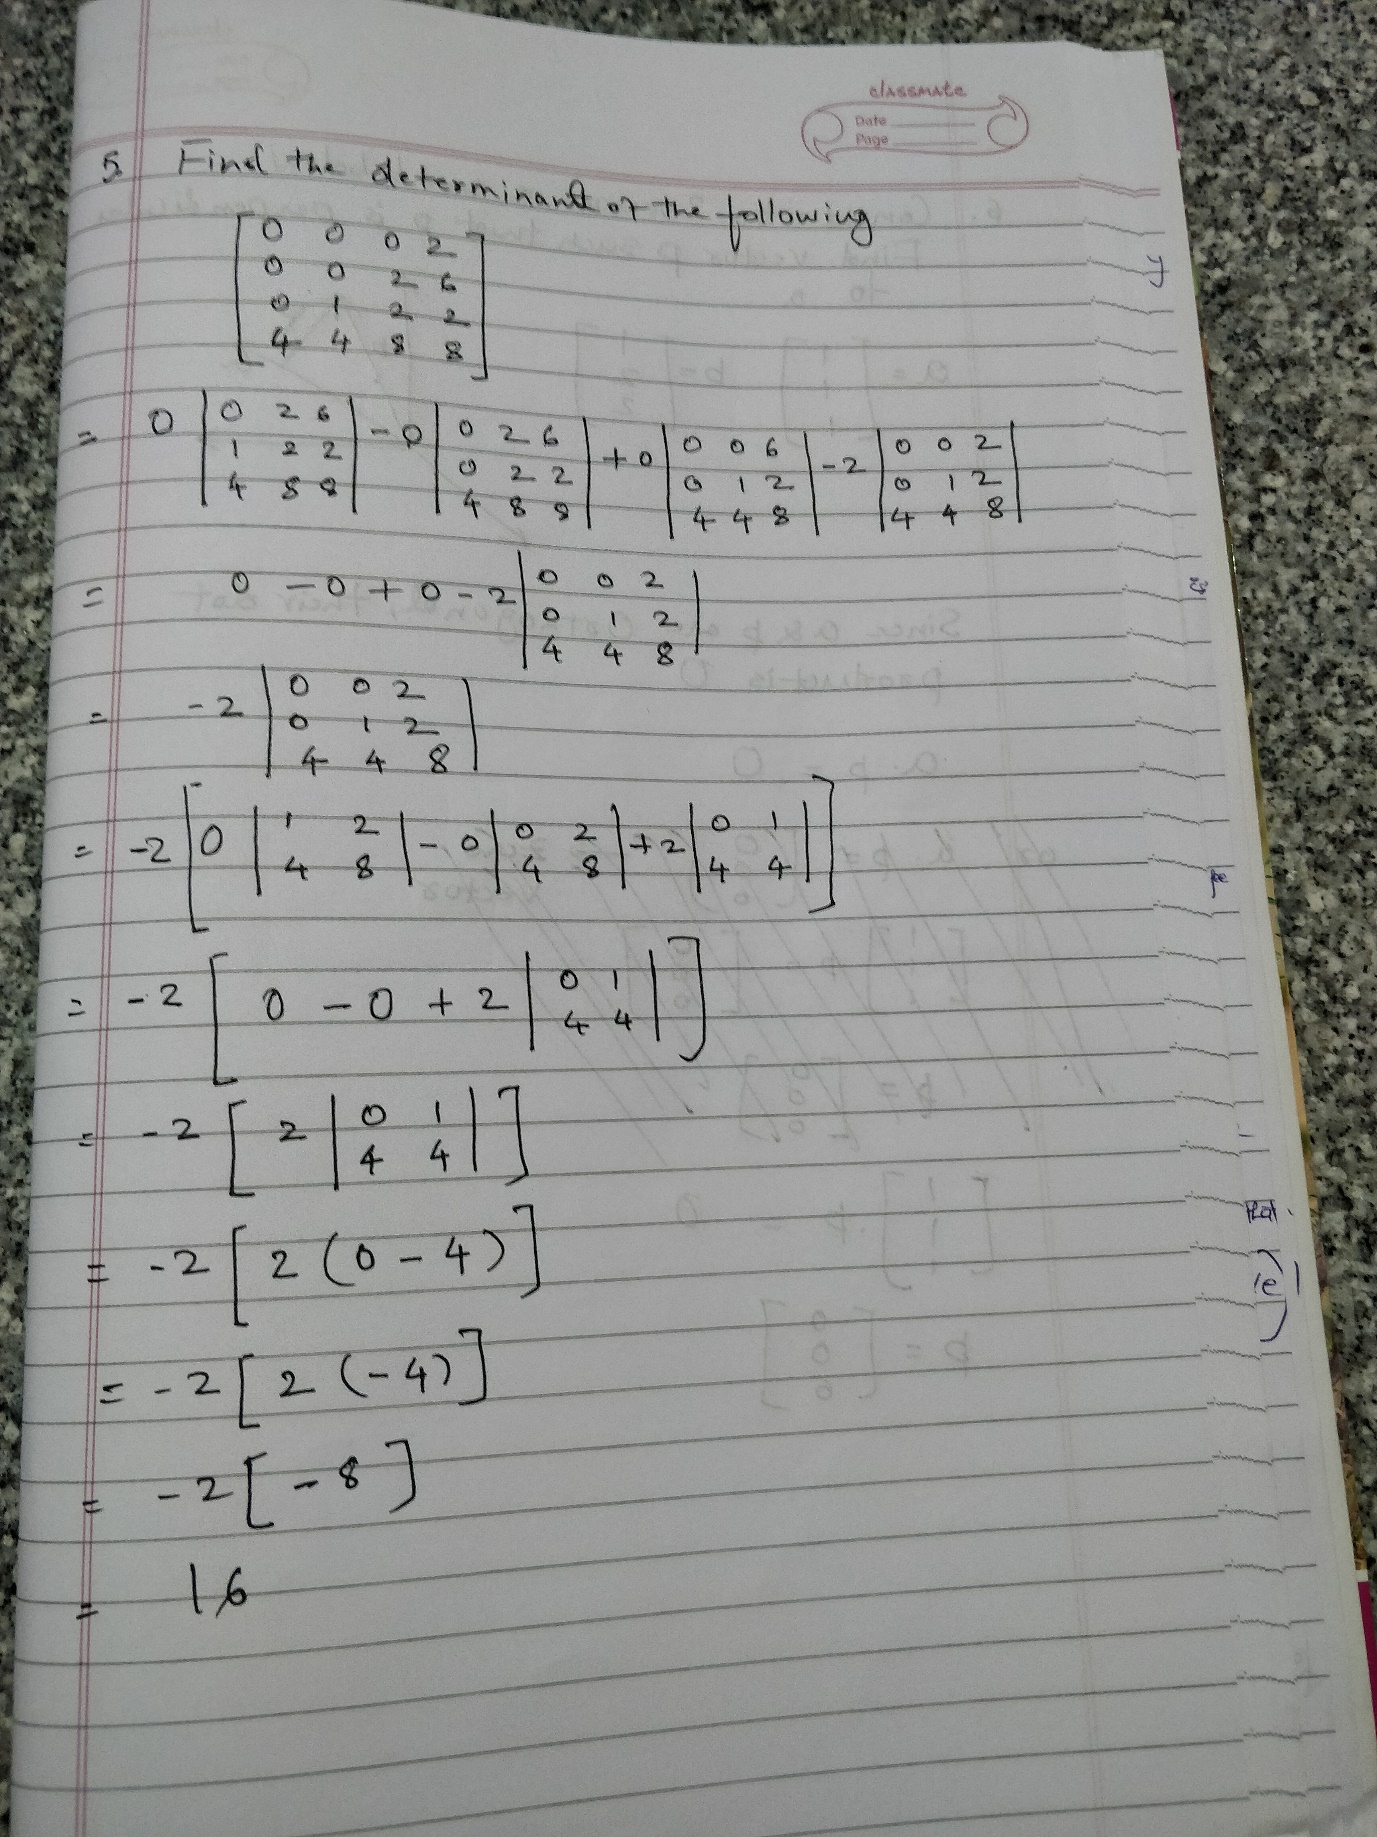 classmate
Date
Page
5. Find the determinant of the following
[0 0 0 2
0 0 2 6
0 1 2 2
4 4 8 8]
= 0 |0 2 6; 1 2 2; 4 8 8| - 0 |0 2 6; 0 2 2; 4 8 8| + 0 |0 0 6; 0 1 2; 4 4 8| - 2 |0 0 2; 0 1 2; 4 4 8|
= 0 - 0 + 0 - 2 |0 0 2; 0 1 2; 4 4 8|
= -2 |0 0 2; 0 1 2; 4 4 8|
= -2 [0 |1 2; 4 8| - 0 |0 2; 4 8| + 2 |0 1; 4 4|]
= -2 [0 - 0 + 2 |0 1; 4 4|]
= -2 [2 |0 1; 4 4|]
= -2 [2 (0 - 4)]
= -2 [2 (-4)]
= -2 [-8]
= 16